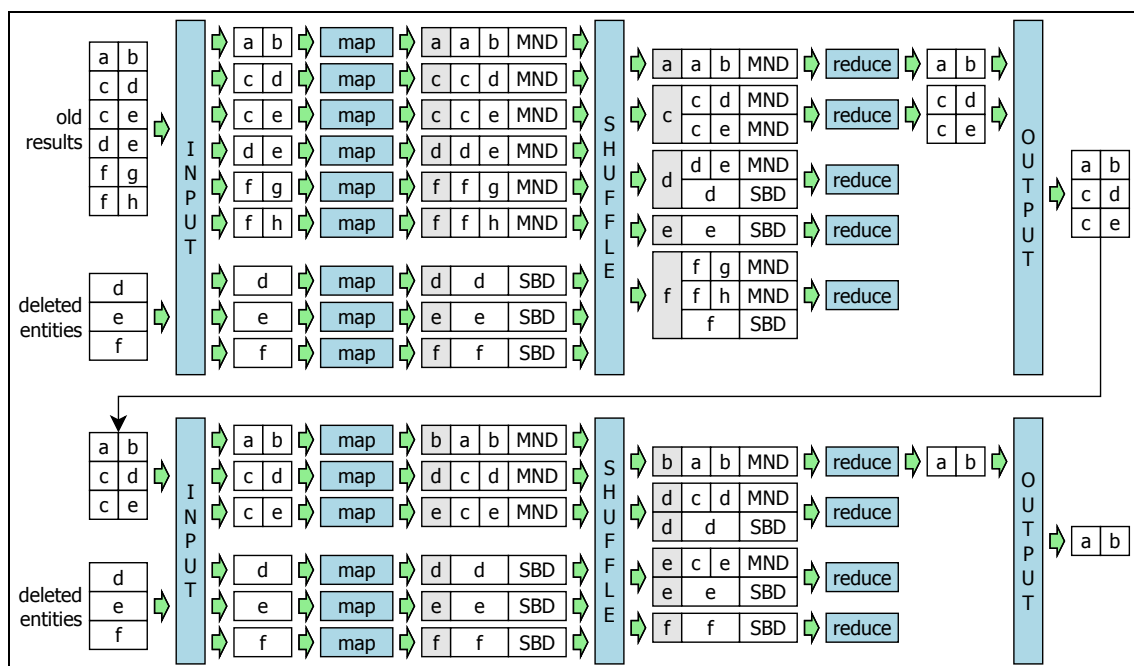 a b map a a b MND
a b c d map c c d MND a a b MND reduce a b
c d
c e c e map c c e MND c c d MND reduce c d
c e MND c e
old results d e d e map d d e MND
f g f g map f f g MND d d e MND reduce
d SBD
f h f h map f f h MND e e SBD reduce
INPUT SHUFFLE OUTPUT
a b
c d
c e
deleted entities d d map d d SBD f f g MND
e e map e e SBD f h MND reduce
f f map f f SBD f SBD
a b a b map b a b MND b a b MND reduce a b
c d c d map d c d MND d c d MND reduce
d d SBD
c e c e map e c e MND
INPUT SHUFFLE OUTPUT
a b
deleted entities d d map d d SBD e c e MND reduce
e e SBD
e e map e e SBD
f f map f f SBD f f SBD reduce